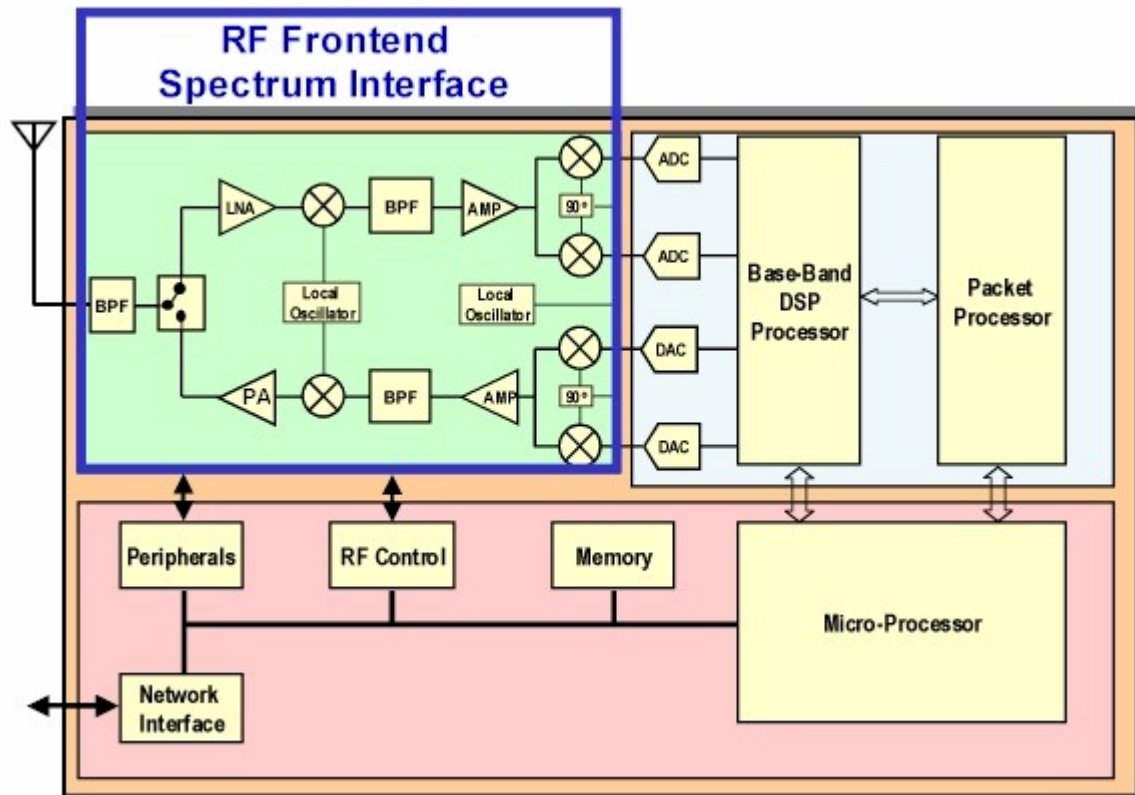 RF Frontend
Spectrum Interface
LNA
BPF
AMP
90°
ADC
ADC
BPF
Local
Oscillator
Local
Oscillator
PA
BPF
AMP
90°
DAC
DAC
Base-Band
DSP
Processor
Packet
Processor
Peripherals
RF Control
Memory
Micro-Processor
Network
Interface